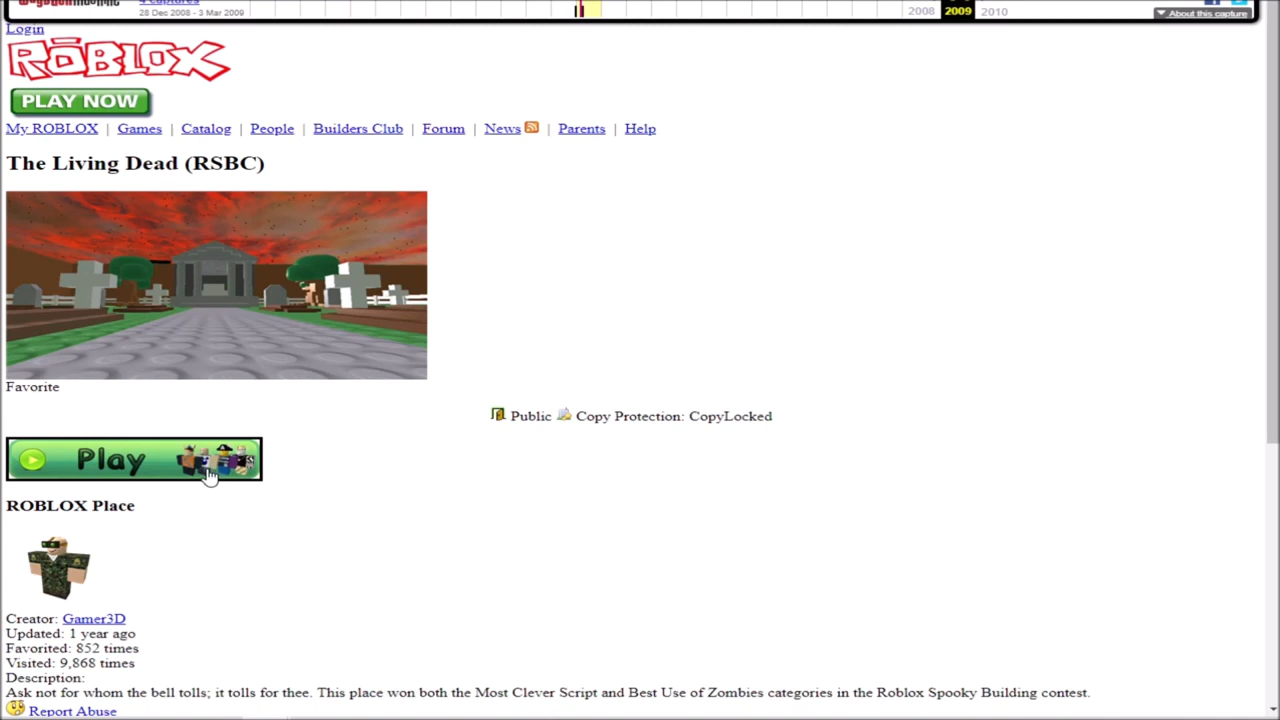 4 captures
28 Dec 2008 - 3 Mar 2009
2008 2009 2010
About this capture
Login
ROBLOX
PLAY NOW
My ROBLOX | Games | Catalog | People | Builders Club | Forum | News | Parents | Help
The Living Dead (RSBC)
Favorite
Public Copy Protection: CopyLocked
Play
ROBLOX Place
Creator: Gamer3D
Updated: 1 year ago
Favorited: 852 times
Visited: 9,868 times
Description:
Ask not for whom the bell tolls; it tolls for thee. This place won both the Most Clever Script and Best Use of Zombies categories in the Roblox Spooky Building contest.
Report Abuse